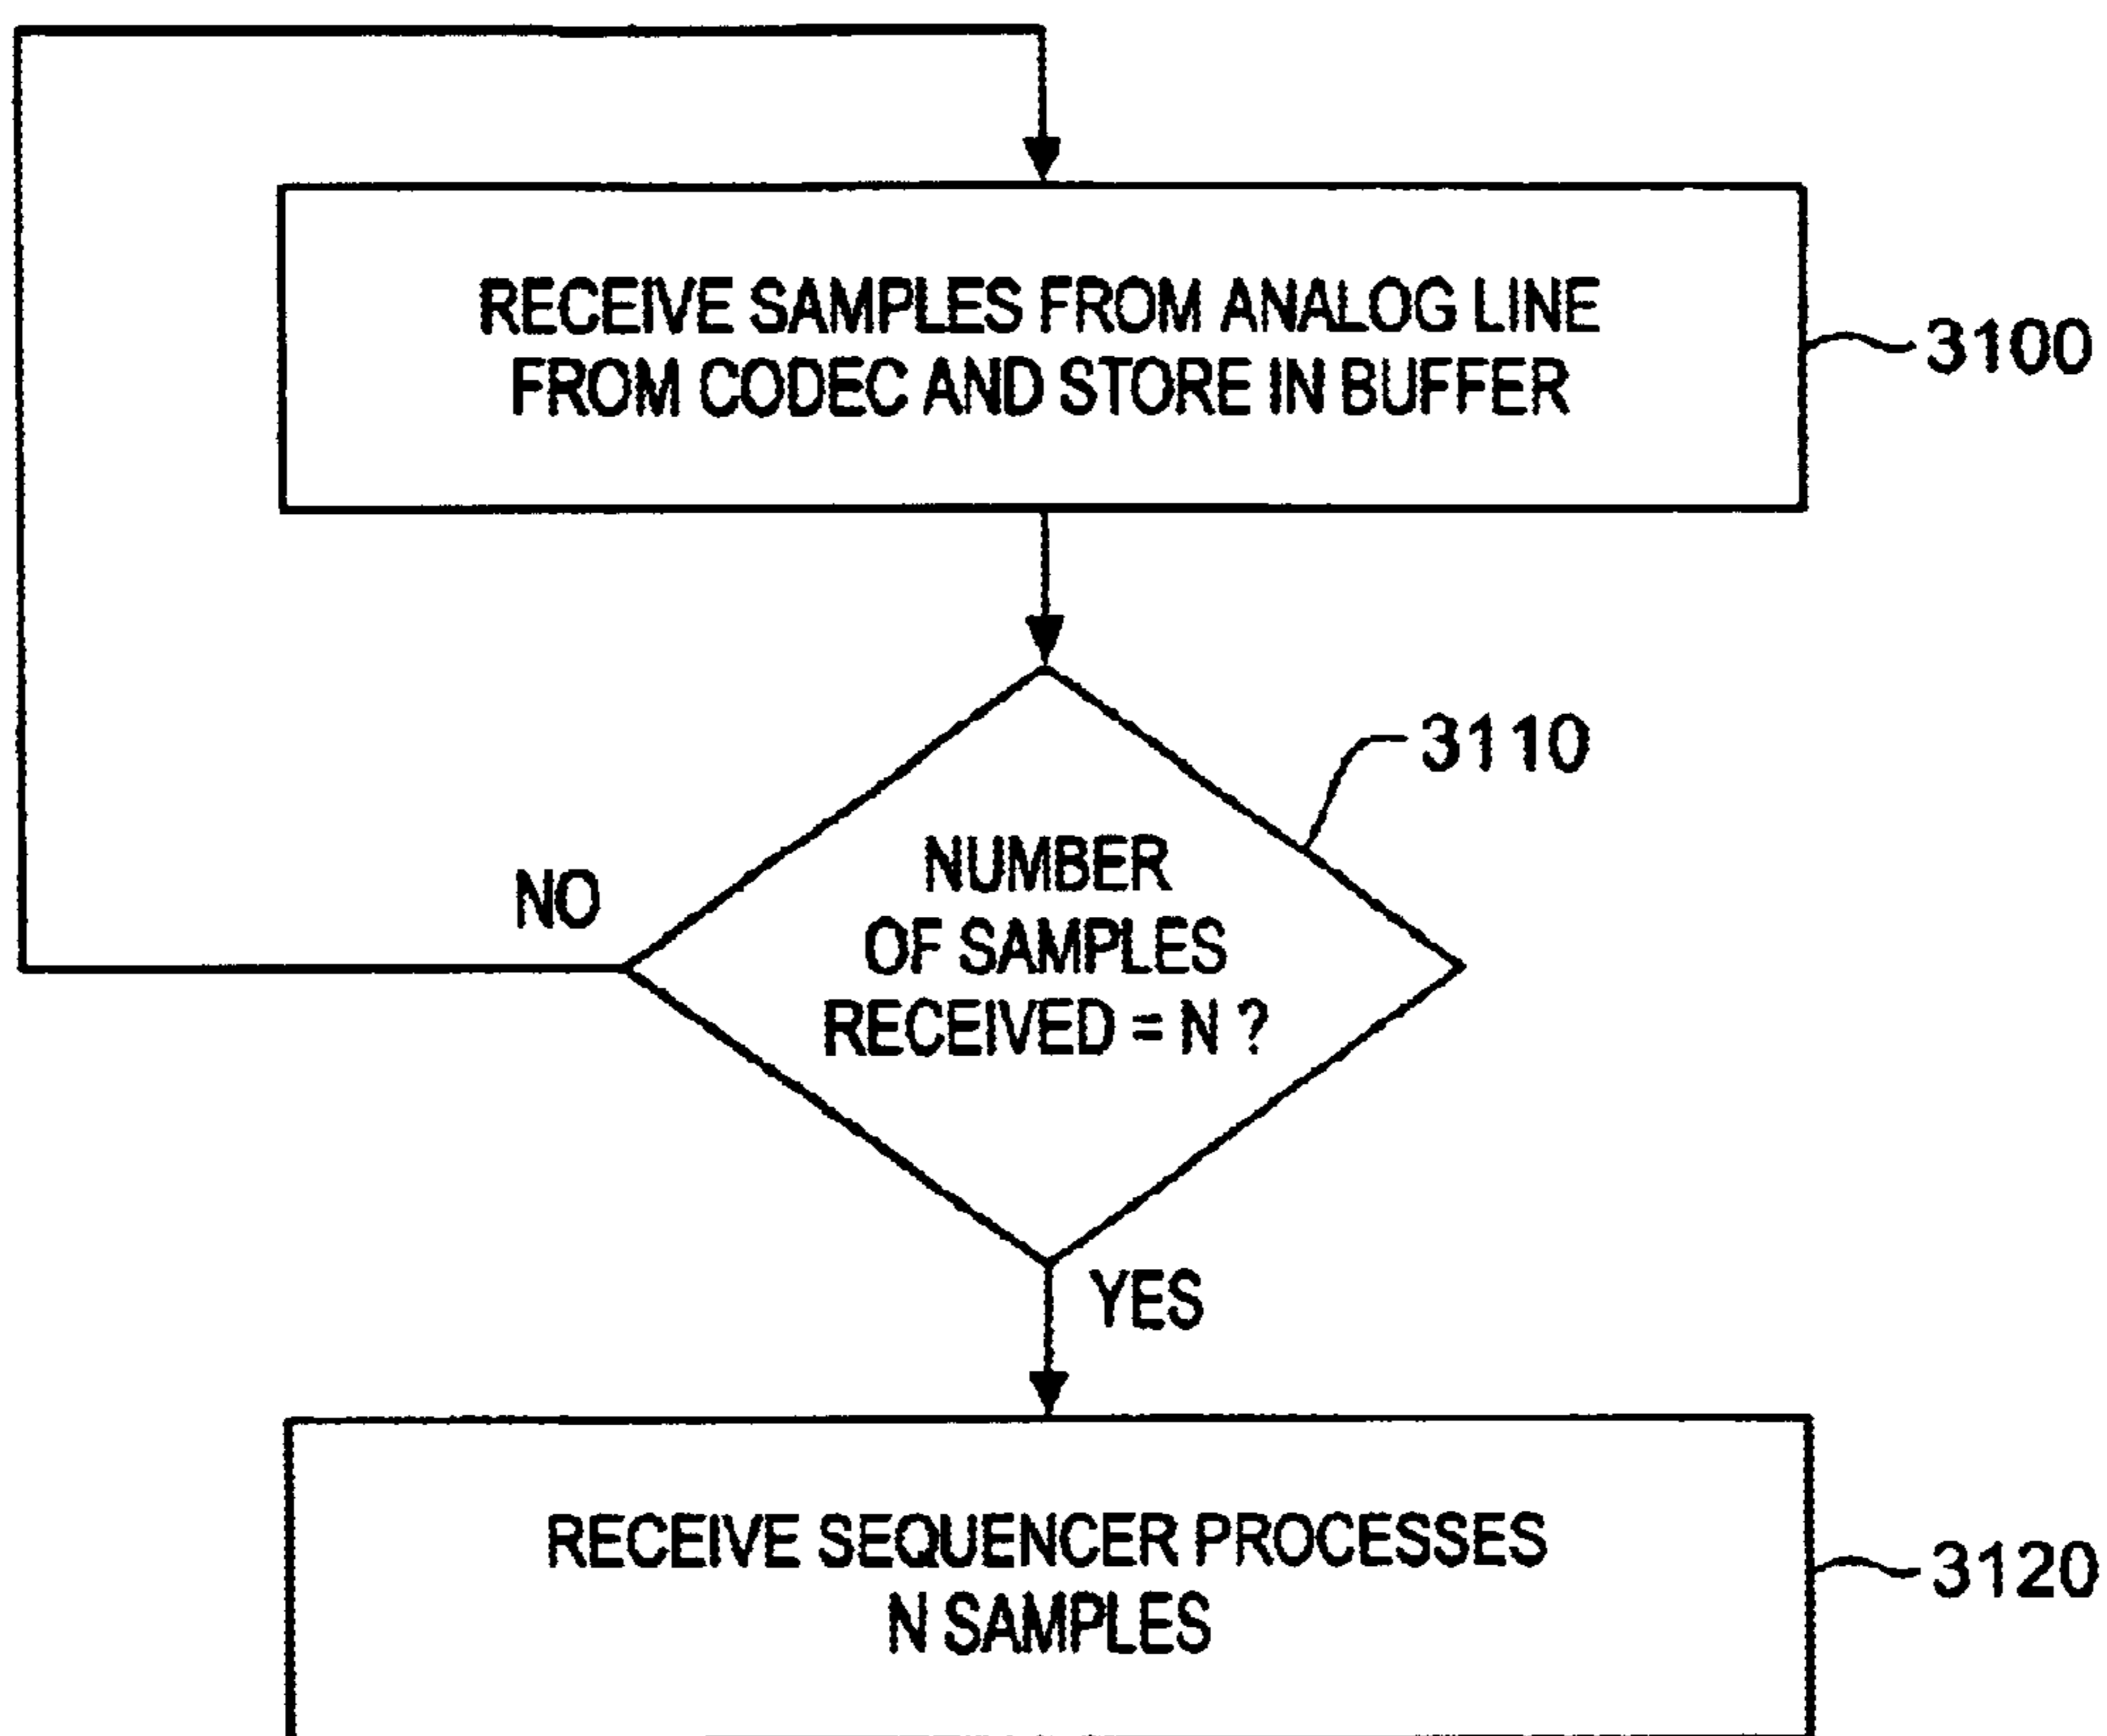 RECEIVE SAMPLES FROM ANALOG LINE
FROM CODEC AND STORE IN BUFFER
3100
3110
NUMBER
OF SAMPLES
RECEIVED = N ?
NO
YES
RECEIVE SEQUENCER PROCESSES
N SAMPLES
3120